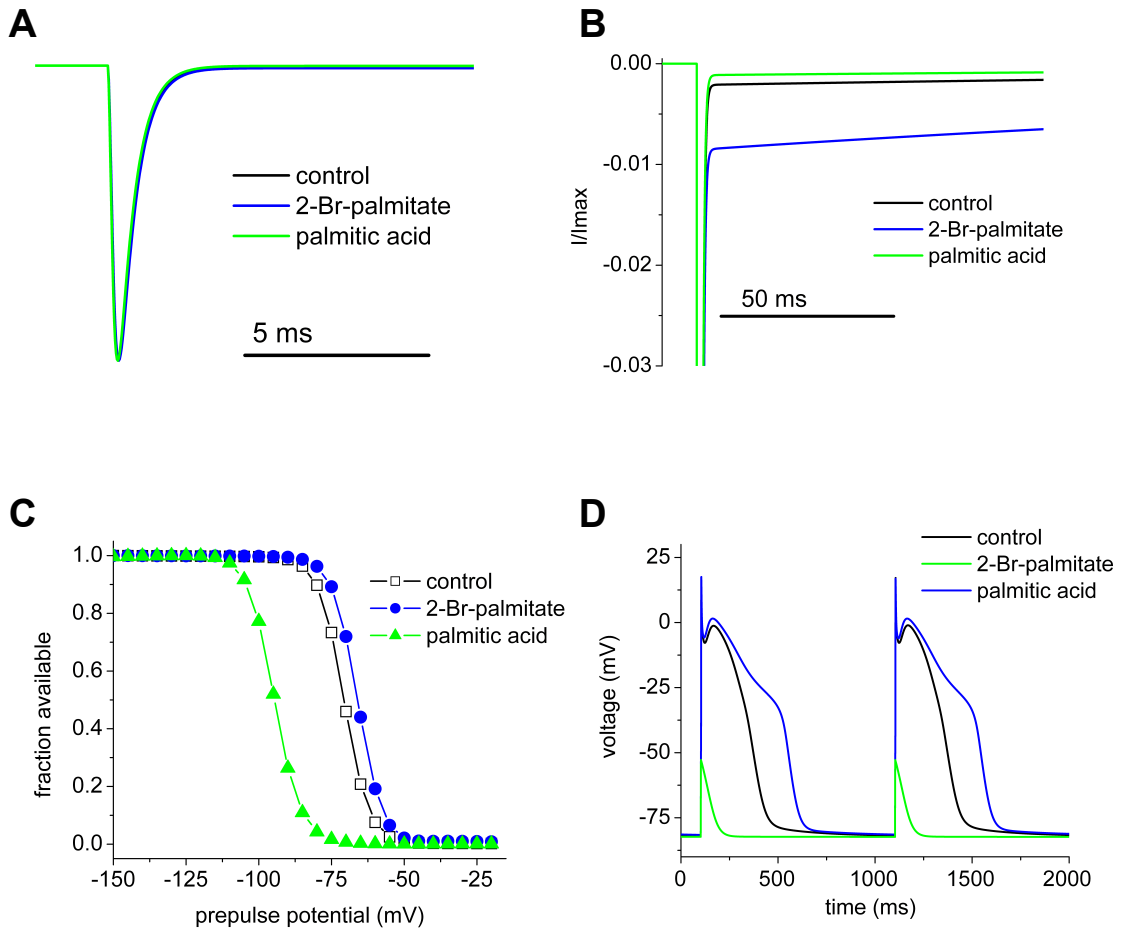 A
control
2-Br-palmitate
palmitic acid
5 ms
B
0.00
-0.01
-0.02
-0.03
I/Imax
control
2-Br-palmitate
palmitic acid
50 ms
C
1.0
0.8
0.6
0.4
0.2
0.0
fraction available
control
2-Br-palmitate
palmitic acid
-150 -125 -100 -75 -50 -25
prepulse potential (mV)
D
control
2-Br-palmitate
palmitic acid
25
0
-25
-50
-75
voltage (mV)
0 500 1000 1500 2000
time (ms)